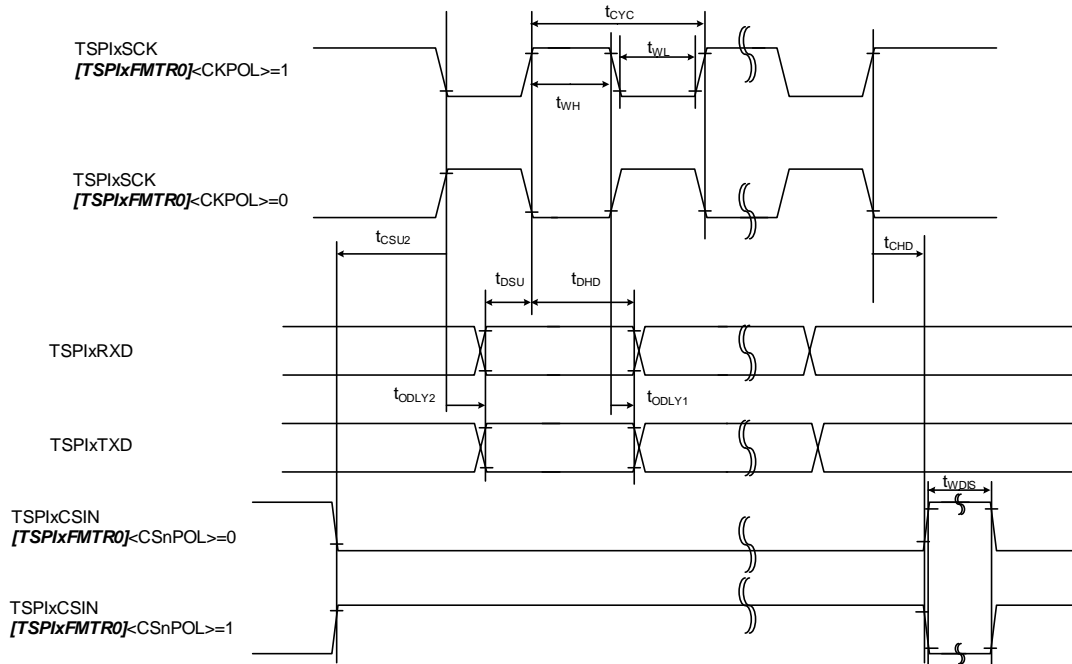 tCYC
TSPIxSCK
[TSPIxFMTR0]<CKPOL>=1
tWL
tWH
TSPIxSCK
[TSPIxFMTR0]<CKPOL>=0
tCSU2
tCHD
tDSU
tDHD
TSPIxRXD
tODLY2
tODLY1
TSPIxTXD
tWDIS
TSPIxCSIN
[TSPIxFMTR0]<CSnPOL>=0
TSPIxCSIN
[TSPIxFMTR0]<CSnPOL>=1